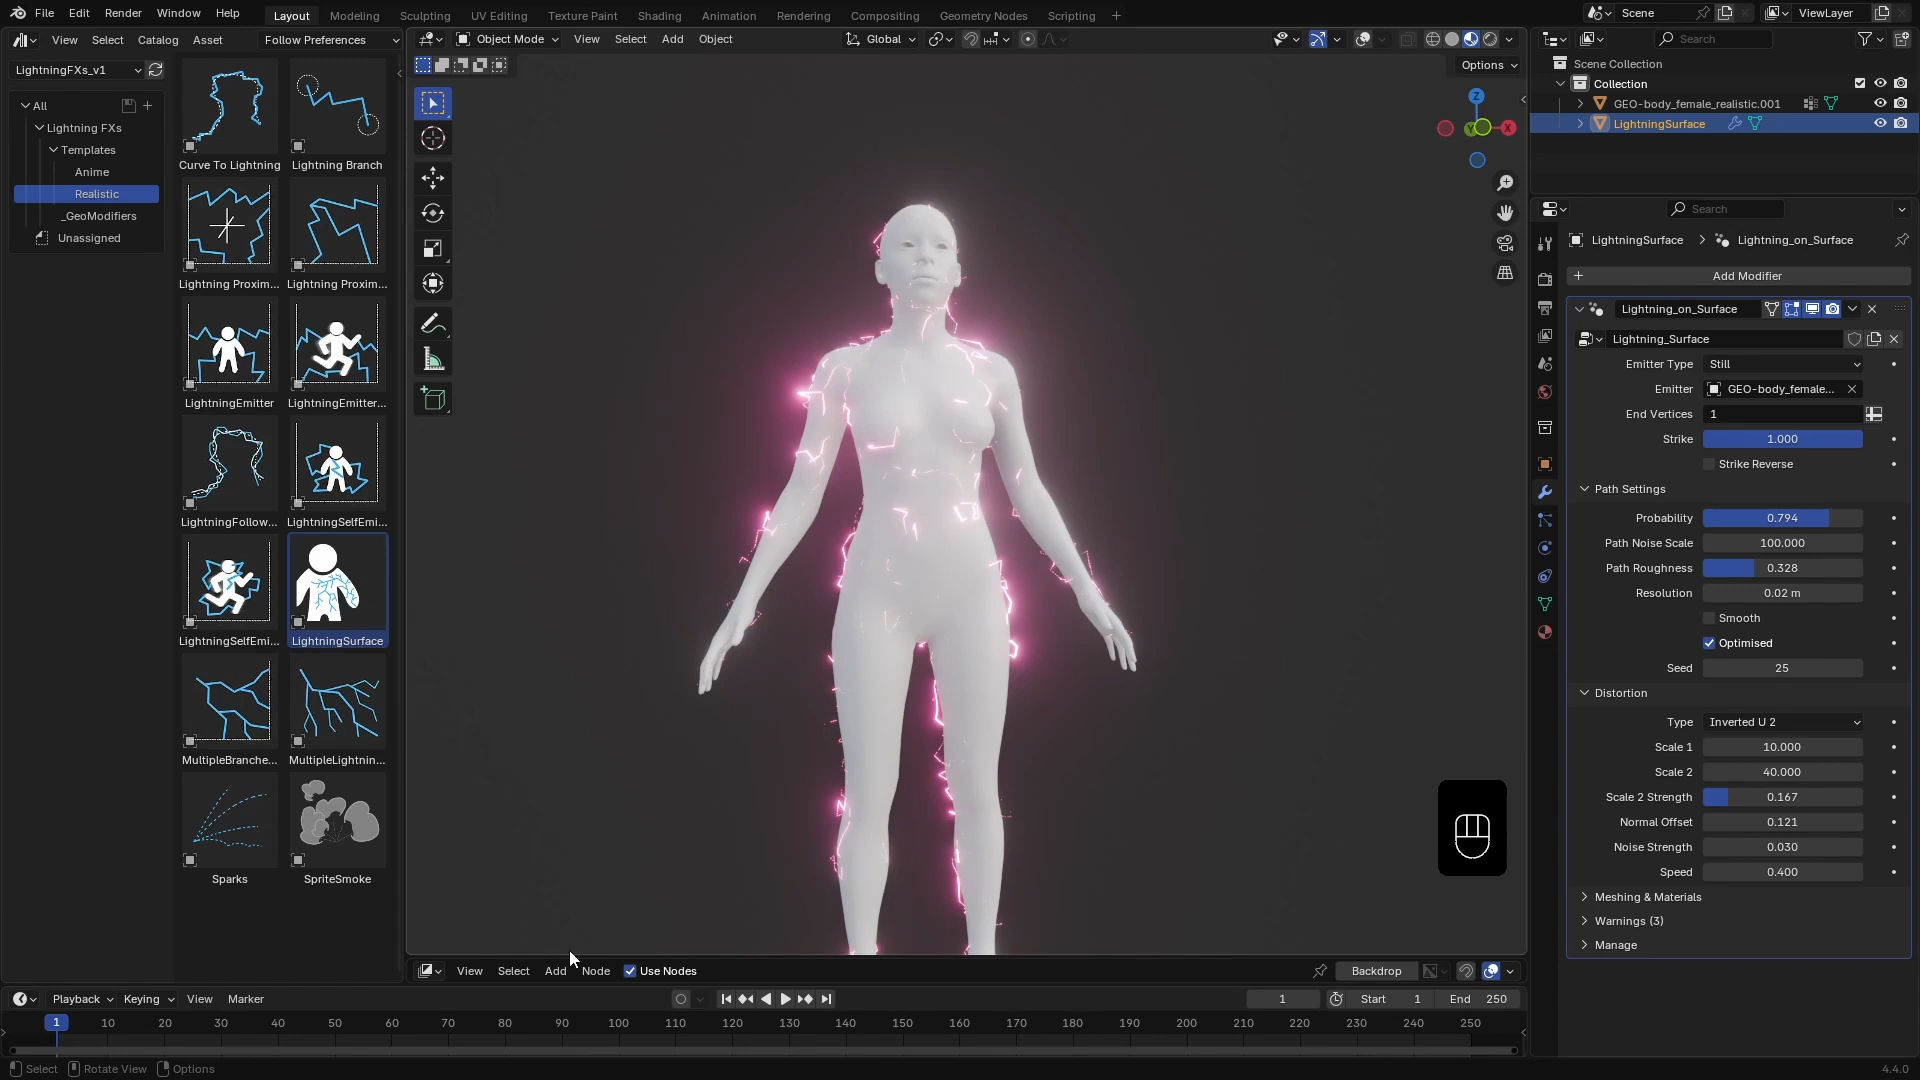 File Edit Render Window Help Layout Modeling Sculpting UV Editing Texture Paint Shading Animation Rendering Compositing Geometry Nodes Scripting + Scene ViewLayer
View Select Catalog Asset Follow Preferences Object Mode View Select Add Object Global Search
Options
LightningFXs_v1
All
Lightning FXs
Templates
Anime
Realistic
_GeoModifiers
Unassigned
Curve To Lightning Lightning Branch
Lightning Proxim... Lightning Proxim...
LightningEmitter LightningEmitter...
LightningFollow... LightningSelfEmi...
LightningSelfEmi... LightningSurface
MultipleBranche... MultipleLightnin...
Sparks SpriteSmoke
Z
Y X
Scene Collection
Collection
GEO-body_female_realistic.001
LightningSurface
Search
LightningSurface > Lightning_on_Surface
+ Add Modifier
Lightning_on_Surface
Lightning_Surface
Emitter Type Still
Emitter GEO-body_female...
End Vertices 1
Strike 1.000
Strike Reverse
Path Settings
Probability 0.794
Path Noise Scale 100.000
Path Roughness 0.328
Resolution 0.02 m
Smooth
Optimised
Seed 25
Distortion
Type Inverted U 2
Scale 1 10.000
Scale 2 40.000
Scale 2 Strength 0.167
Normal Offset 0.121
Noise Strength 0.030
Speed 0.400
Meshing & Materials
Warnings (3)
Manage
View Select Add Node Use Nodes Backdrop
Playback Keying View Marker 1 Start 1 End 250
1 10 20 30 40 50 60 70 80 90 100 110 120 130 140 150 160 170 180 190 200 210 220 230 240 250
Select Rotate View Options 4.4.0